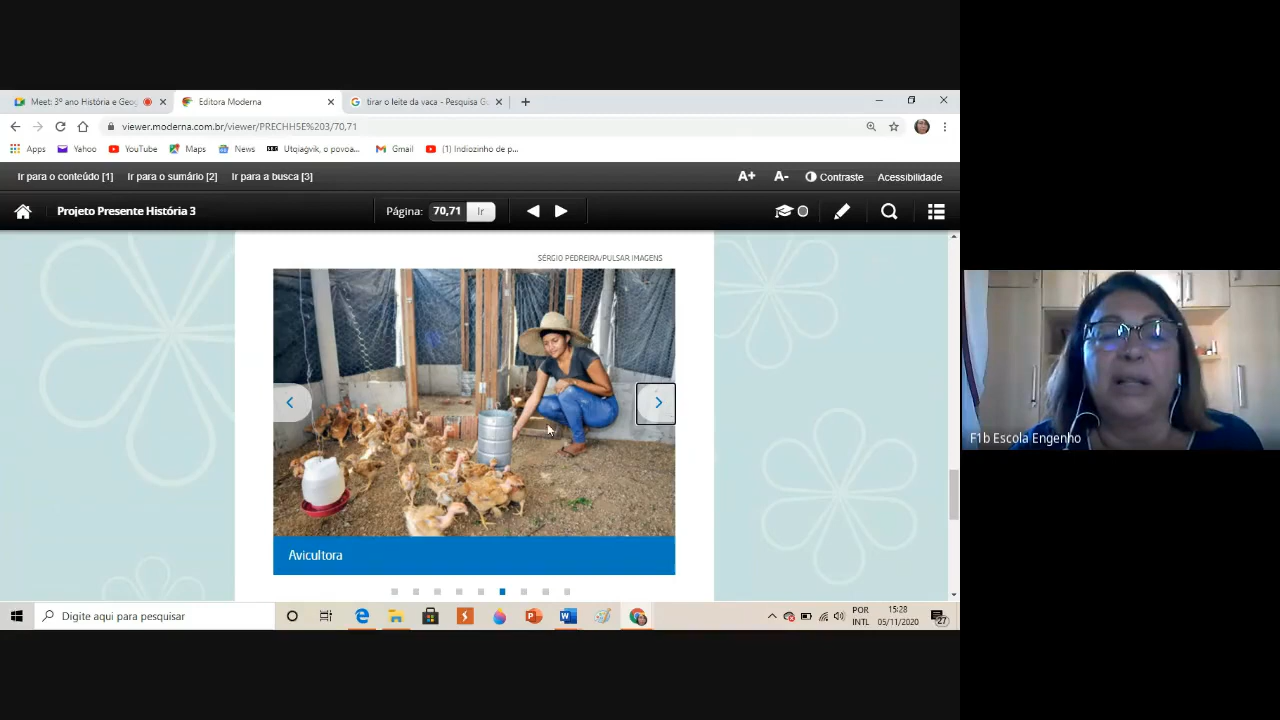 Meet: 3º ano História e Geog
Editora Moderna
tirar o leite da vaca - Pesquisa G
viewer.moderna.com.br/viewer/PRECHHSE%203/70,71
Apps
Yahoo
YouTube
Maps
News
Utqiagvik, o povoa...
Gmail
(1) Indiozinho de p...
Ir para o conteúdo [1]
Ir para o sumário [2]
Ir para a busca [3]
A+
A-
Contraste
Acessibilidade
Projeto Presente História 3
Página:
70,71
Ir
SÉRGIO PEDREIRA/PULSAR IMAGENS
Avicultora
F1b Escola Engenho
Digite aqui para pesquisar
POR
INTL
15:28
05/11/2020
27